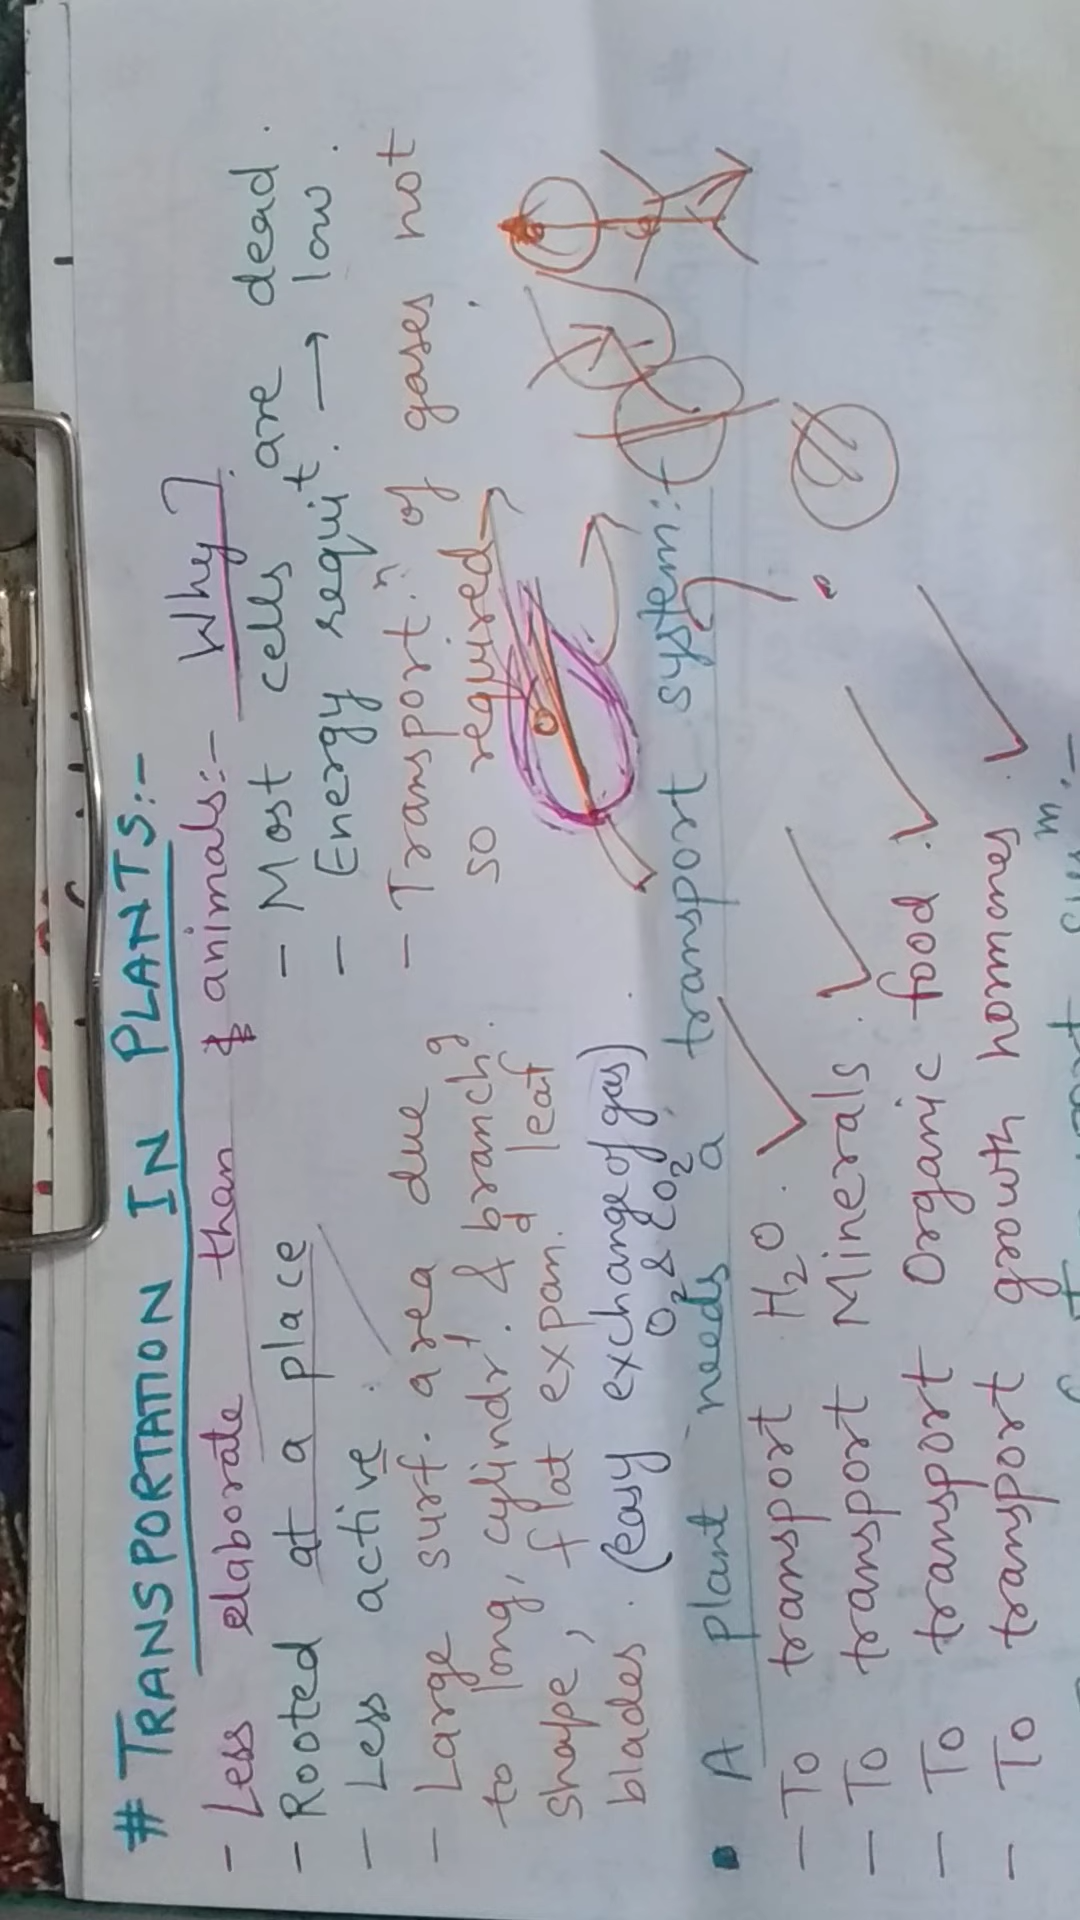 # TRANSPORTATION IN PLANTS:-
- Less elaborate than animals:- Why?
- Rooted at a place
- Less active.
- Large surf. area due
to long, cylindr. & branchg
shape, flat expand leaf
blades. (easy exchange of gas)
O2 & CO2
- Most cells are dead.
- Energy requirt. → low.
- Transport.n of gases not
so required
• A plant needs a transport system:-
- To transport H2O.
- To transport Minerals.
- To transport Organic food.
- To transport growth hormones.